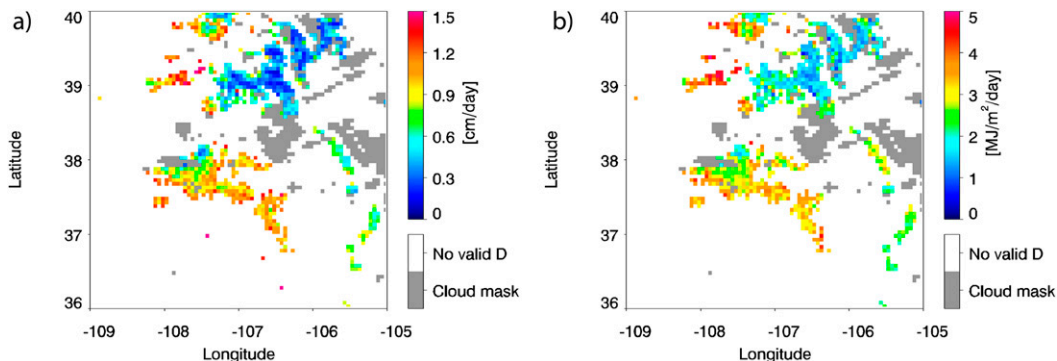 a)
40
39
38
37
36
Latitude
-109 -108 -107 -106 -105
Longitude
1.5
1.2
0.9
0.6
0.3
0
[cm/day]
No valid D
Cloud mask
b)
40
39
38
37
36
Latitude
-109 -108 -107 -106 -105
Longitude
5
4
3
2
1
0
[MJ/m²/day]
No valid D
Cloud mask